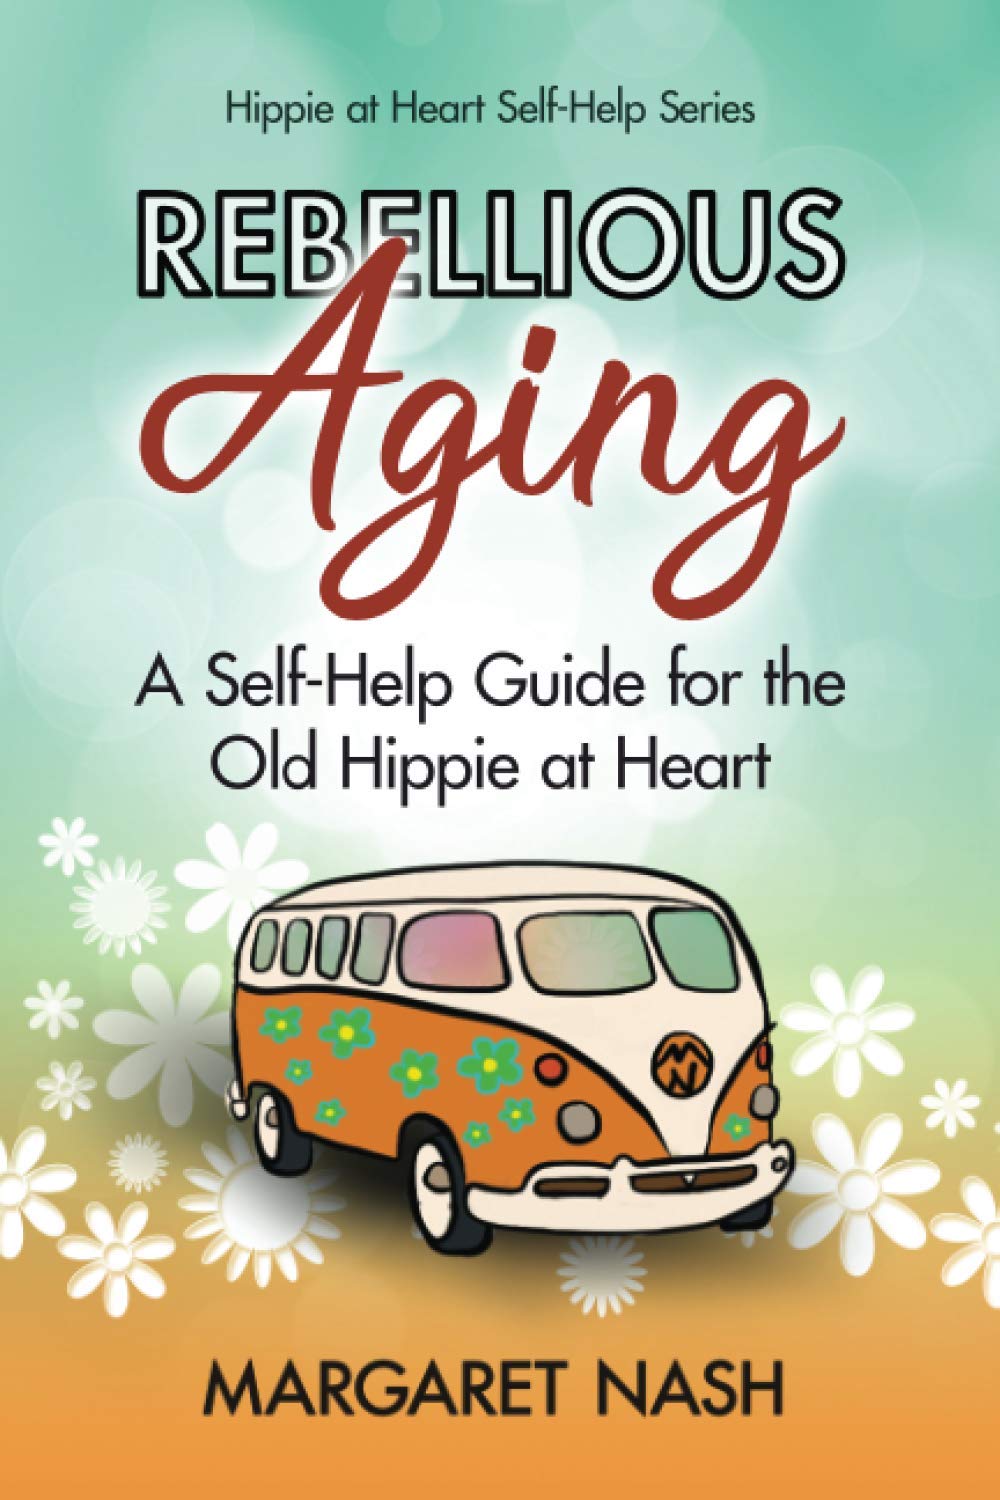 Hippie at Heart Self-Help Series
REBELLIOUS
Aging
A Self-Help Guide for the
Old Hippie at Heart
M
N
MARGARET NASH